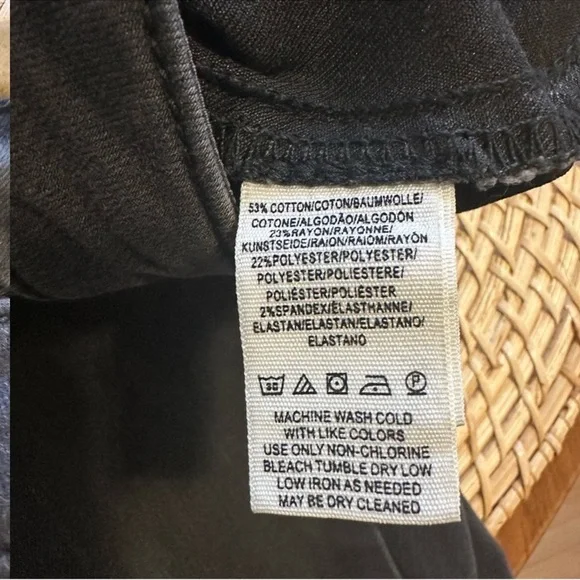 53% COTTON/COTON/BAUMWOLLE/
COTONE/ALGODÃO/ALGODÓN
23%RAYON/RAYONNE/
KUNSTSEIDE/RAION/RAIOM/RAYÓN
22%POLYESTER/POLYESTER/
POLYESTER/POLIESTERE/
POLIÉSTER/POLIÉSTER
2%SPANDEX/ÉLASTHANNE/
ELASTAN/ELASTAN/ELASTANO/
ELASTANO
30 P
MACHINE WASH COLD
WITH LIKE COLORS
USE ONLY NON-CHLORINE
BLEACH TUMBLE DRY LOW
LOW IRON AS NEEDED
MAY BE DRY CLEANED